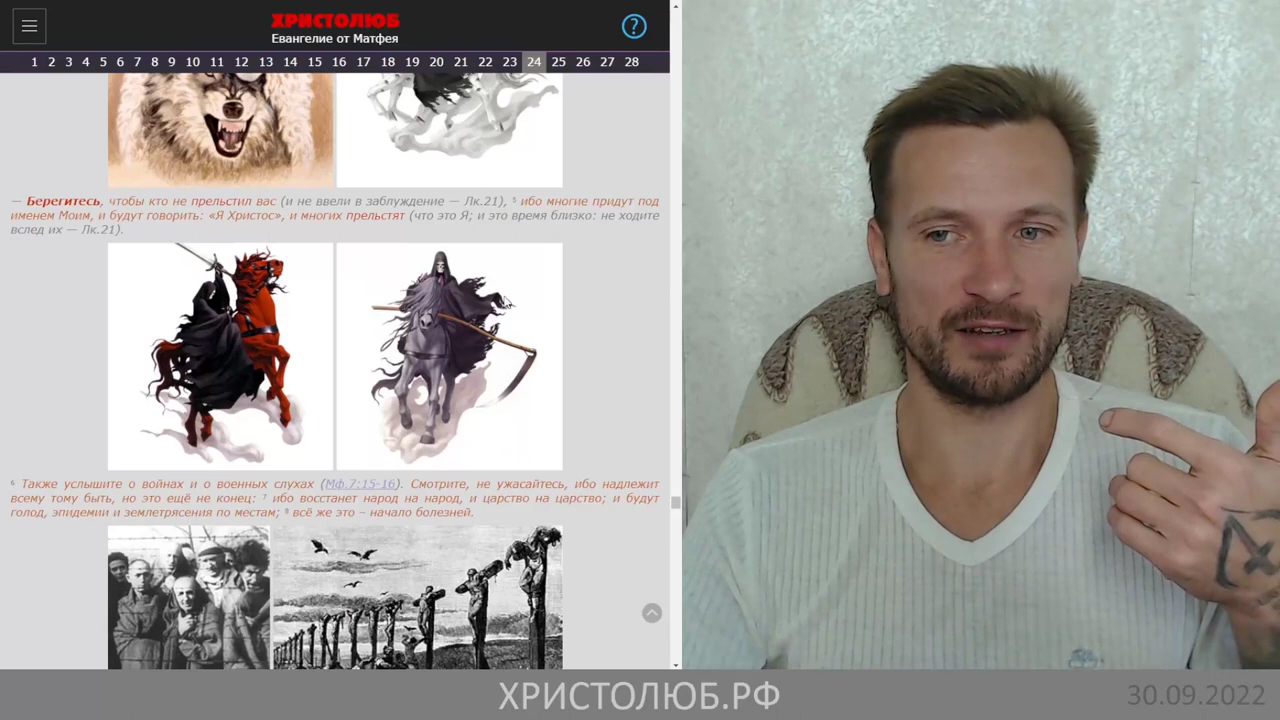 ХРИСТОЛЮБ
Евангелие от Матфея
?
1 2 3 4 5 6 7 8 9 10 11 12 13 14 15 16 17 18 19 20 21 22 23 24 25 26 27 28
— Берегитесь, чтобы кто не прельстил вас (и не ввели в заблуждение — Лк.21), ⁵ ибо многие придут под
именем Моим, и будут говорить: «Я Христос», и многих прельстят (что это Я; и это время близко: не ходите
вслед их — Лк.21).
⁶ Также услышите о войнах и о военных слухах (Мф.7:15-16). Смотрите, не ужасайтесь, ибо надлежит
всему тому быть, но это ещё не конец: ⁷ ибо восстанет народ на народ, и царство на царство; и будут
голод, эпидемии и землетрясения по местам; ⁸ всё же это – начало болезней.
ХРИСТОЛЮБ.РФ
30.09.2022